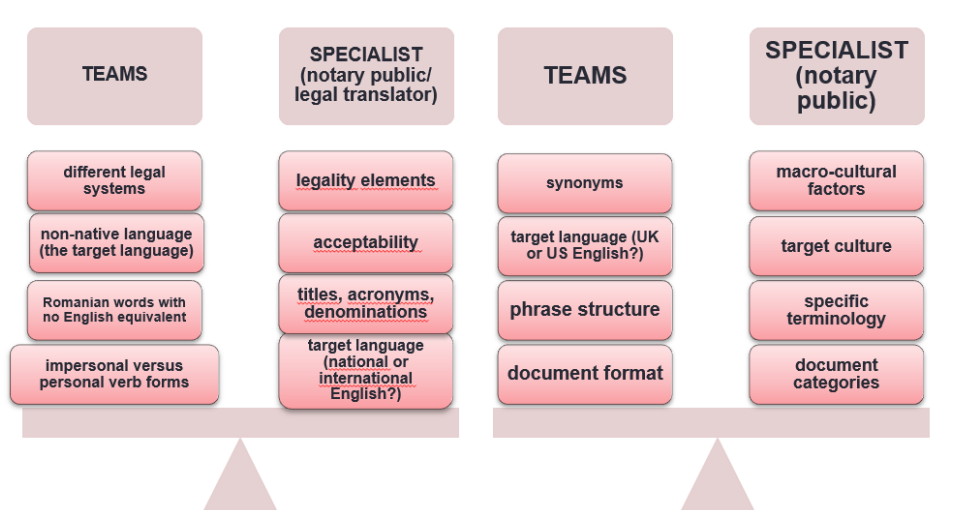 TEAMS
different legal
systems
non-native language
(the target language)
Romanian words with
no English equivalent
impersonal versus
personal verb forms
SPECIALIST
(notary public/
legal translator)
legality elements
acceptability
titles, acronyms,
denominations
target language
(national or
international
English?)
TEAMS
synonyms
target language (UK
or US English?)
phrase structure
document format
SPECIALIST
(notary
public)
macro-cultural
factors
target culture
specific
terminology
document
categories